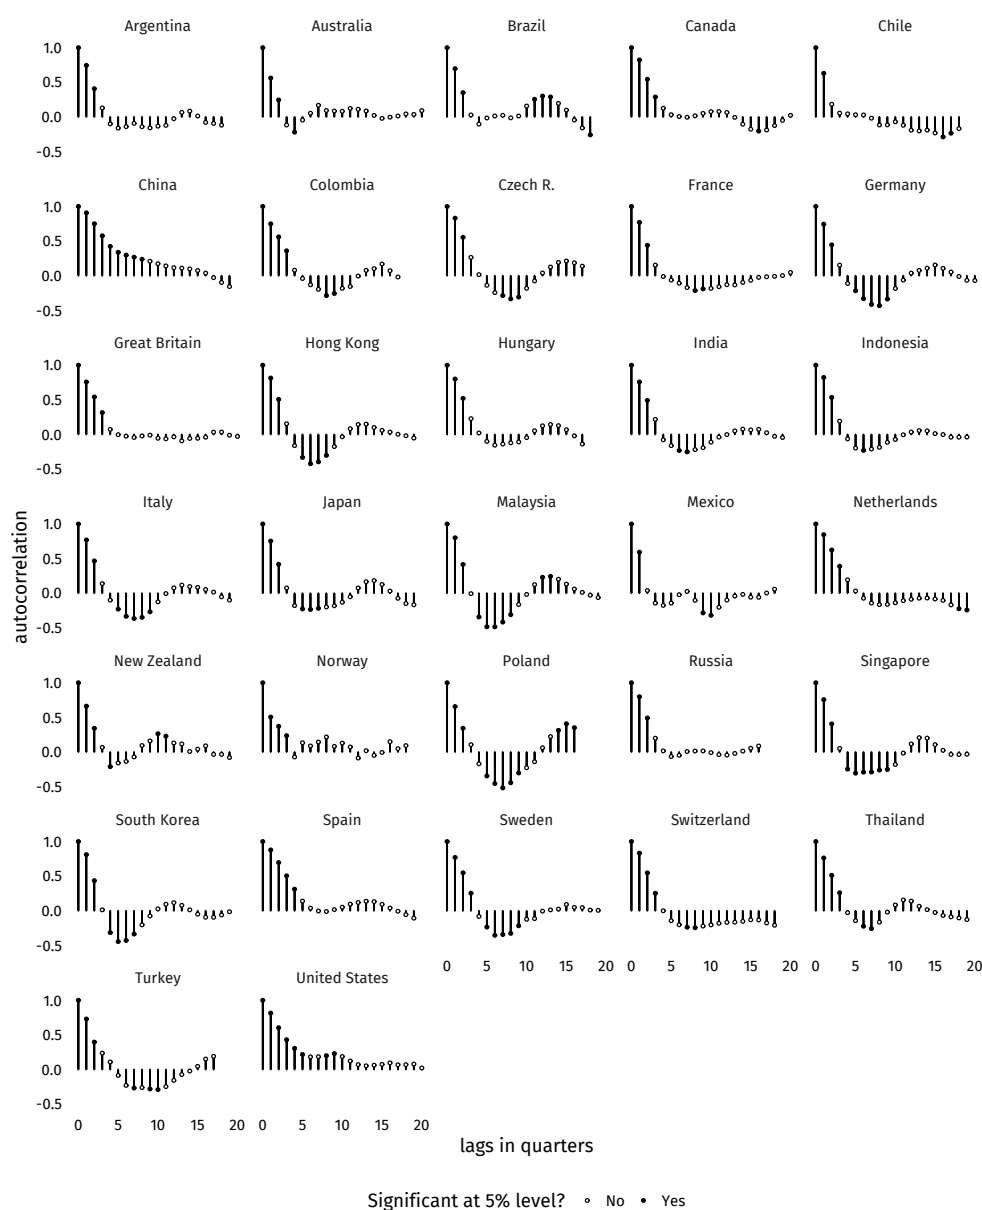 Argentina Australia Brazil Canada Chile
1.0
0.5
0.0
-0.5
China Colombia Czech R. France Germany
1.0
0.5
0.0
-0.5
Great Britain Hong Kong Hungary India Indonesia
1.0
0.5
0.0
-0.5
Italy Japan Malaysia Mexico Netherlands
1.0
0.5
0.0
-0.5
autocorrelation
New Zealand Norway Poland Russia Singapore
1.0
0.5
0.0
-0.5
South Korea Spain Sweden Switzerland Thailand
1.0
0.5
0.0
-0.5
0 5 10 15 20 0 5 10 15 20 0 5 10 15 20
Turkey United States
1.0
0.5
0.0
-0.5
0 5 10 15 20 0 5 10 15 20
lags in quarters
Significant at 5% level? No Yes